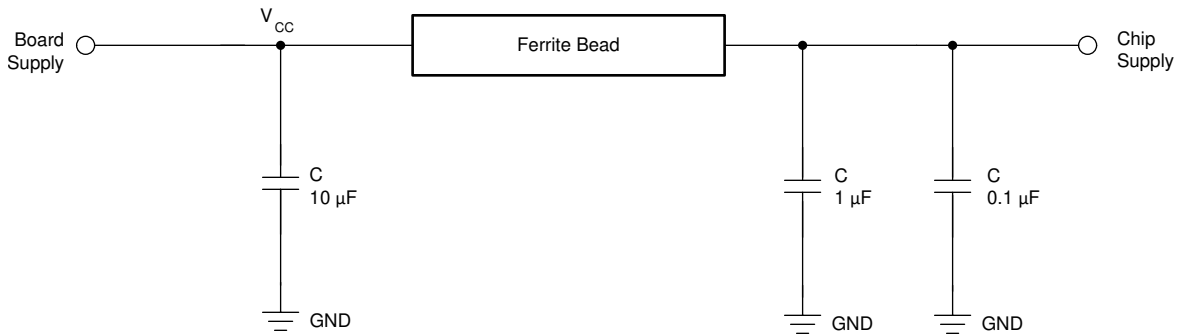 V CC
Board
Supply
Ferrite Bead
Chip
Supply
C
10 µF
C
1 µF
C
0.1 µF
GND
GND
GND